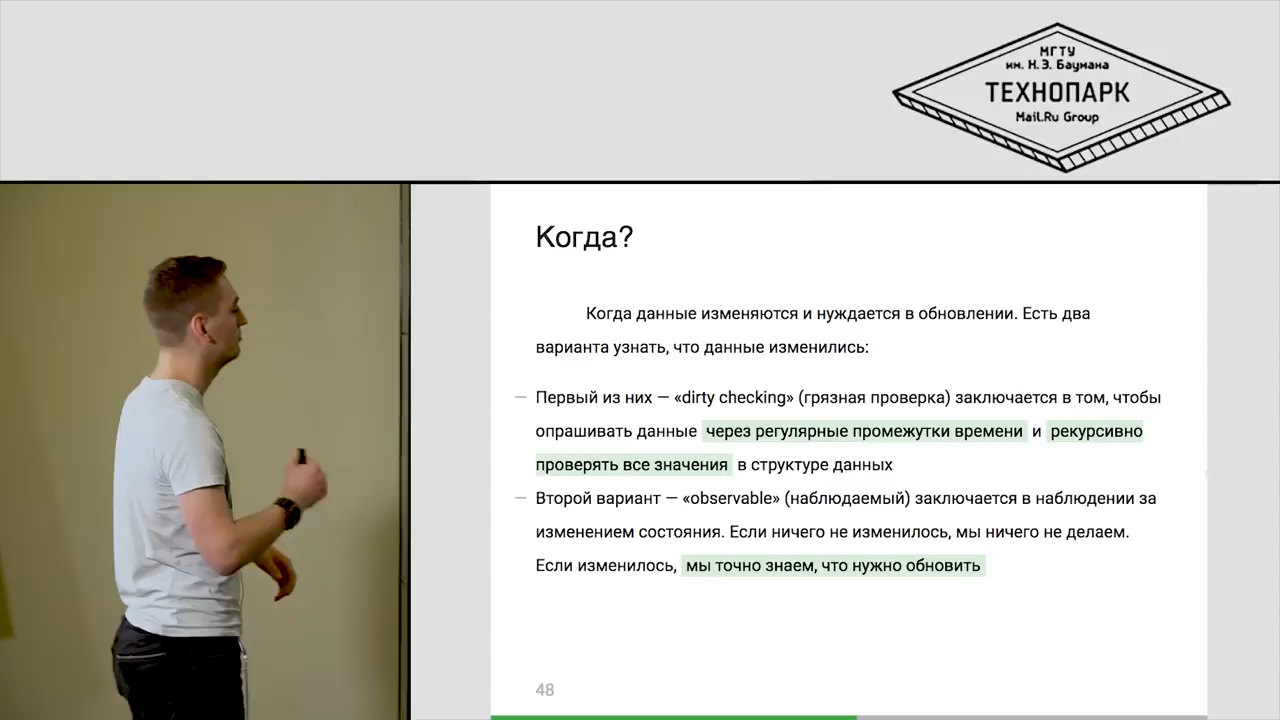 МГТУ
им. Н.Э. Баумана
ТЕХНОПАРК
Mail.Ru Group
Когда?
Когда данные изменяются и нуждается в обновлении. Есть два
варианта узнать, что данные изменились:
— Первый из них — «dirty checking» (грязная проверка) заключается в том, чтобы
опрашивать данные через регулярные промежутки времени и рекурсивно
проверять все значения в структуре данных
— Второй вариант — «observable» (наблюдаемый) заключается в наблюдении за
изменением состояния. Если ничего не изменилось, мы ничего не делаем.
Если изменилось, мы точно знаем, что нужно обновить
48